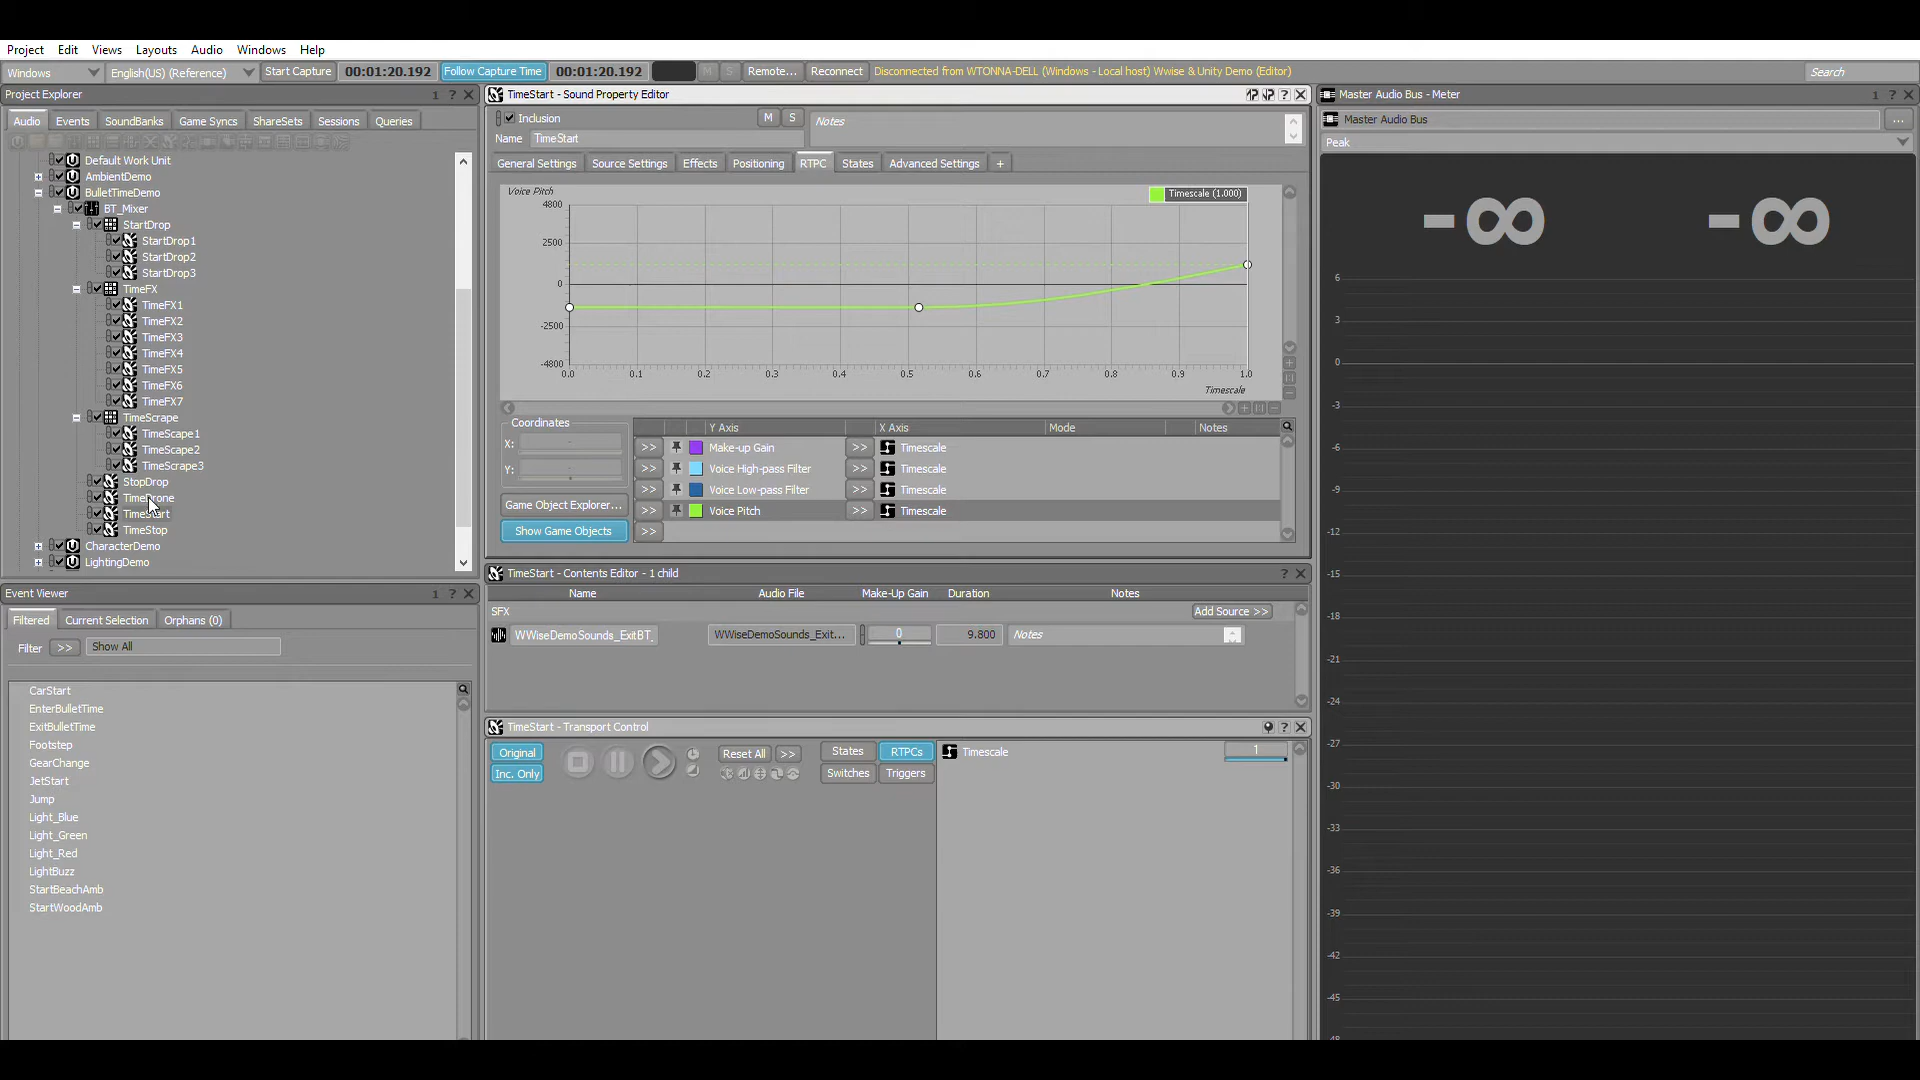 Project Edit Views Layouts Audio Windows Help
Windows English(US) (Reference) Start Capture 00:01:20.192 Follow Capture Time 00:01:20.192 M S Remote... Reconnect Disconnected from WTONNA-DELL (Windows - Local host) Wwise & Unity Demo (Editor) Search
Project Explorer 1 ?
Audio Events SoundBanks Game Syncs ShareSets Sessions Queries
Default Work Unit
AmbientDemo
BulletTimeDemo
BT_Mixer
StartDrop
StartDrop1
StartDrop2
StartDrop3
TimeFX
TimeFX1
TimeFX2
TimeFX3
TimeFX4
TimeFX5
TimeFX6
TimeFX7
TimeScrape
TimeScape1
TimeScape2
TimeScrape3
StopDrop
TimeDrone
TimeStart
TimeStop
CharacterDemo
LightingDemo
Event Viewer 1 ?
Filtered Current Selection Orphans (0)
Filter >> Show All
CarStart
EnterBulletTime
ExitBulletTime
Footstep
GearChange
JetStart
Jump
Light_Blue
Light_Green
Light_Red
LightBuzz
StartBeachAmb
StartWoodAmb
TimeStart - Sound Property Editor ?
Inclusion M S Notes
Name TimeStart
General Settings Source Settings Effects Positioning RTPC States Advanced Settings +
Voice Pitch Timescale (1.000)
4800
2500
0
-2500
-4800
0.0 0.1 0.2 0.3 0.4 0.5 0.6 0.7 0.8 0.9 1.0
Timescale
Coordinates
X: -
Y: -
Game Object Explorer...
Show Game Objects
Y Axis X Axis Mode Notes
>> Make-up Gain >> Timescale
>> Voice High-pass Filter >> Timescale
>> Voice Low-pass Filter >> Timescale
>> Voice Pitch >> Timescale
>>
TimeStart - Contents Editor - 1 child ?
Name Audio File Make-Up Gain Duration Notes
SFX Add Source >>
WWiseDemoSounds_ExitBT_ WWiseDemoSounds_Exit... 0 9.800 Notes
TimeStart - Transport Control ?
Original Reset All >> States RTPCs Timescale 1
Inc. Only Switches Triggers
Master Audio Bus - Meter 1 ?
Master Audio Bus ...
Peak
-∞ -∞
6
3
0
-3
-6
-9
-12
-15
-18
-21
-24
-27
-30
-33
-36
-39
-42
-45
-48